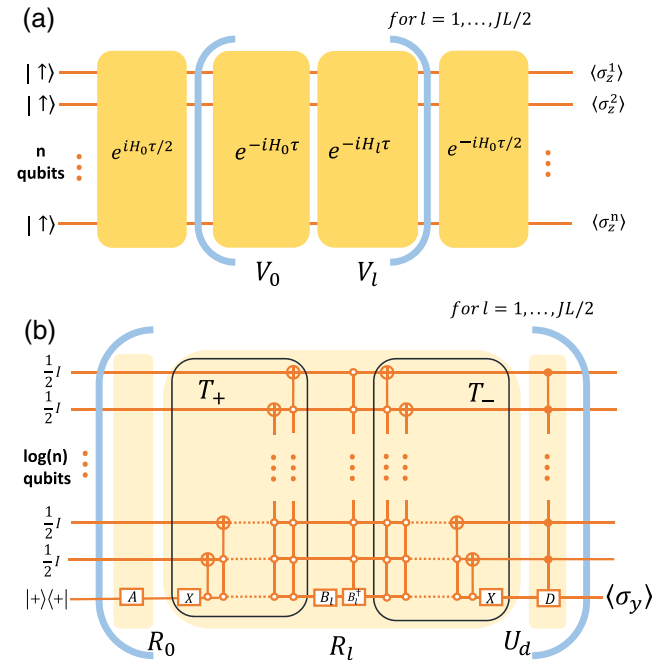 (a)
for l = 1, . . . , JL/2
|↑⟩ ⟨σ_z^1⟩
|↑⟩ ⟨σ_z^2⟩
n
qubits
e^{iH_0τ/2} e^{-iH_0τ} e^{-iH_lτ} e^{-iH_0τ/2}
|↑⟩ ⟨σ_z^n⟩
V_0 V_l
(b)
for l = 1, . . . , JL/2
1/2 I
T_+ T_-
1/2 I
log(n)
qubits
1/2 I
1/2 I
|+⟩⟨+| A X B_l B_l^† X D ⟨σ_y⟩
R_0 R_l U_d